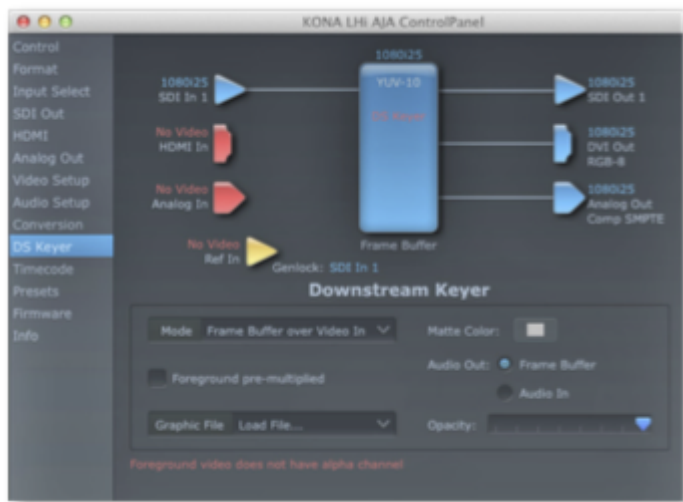 KONA LHi AJA ControlPanel
Control
Format
Input Select
SDI Out
HDMI
Analog Out
Video Setup
Audio Setup
Conversion
DS Keyer
Timecode
Presets
Firmware
Info
1080i25
1080i25
SDI In 1
YUV-10
DS Keyer
1080i25
SDI Out 1
No Video
HDMI In
1080i25
DVI Out
RGB-8
No Video
Analog In
1080i25
Analog Out
Comp SMPTE
No Video
Ref In
Frame Buffer
Genlock: SDI In 1
Downstream Keyer
Mode Frame Buffer over Video In
Matte Color:
Audio Out: Frame Buffer
Foreground pre-multiplied
Audio In
Graphic File Load File...
Opacity:
Foreground video does not have alpha channel